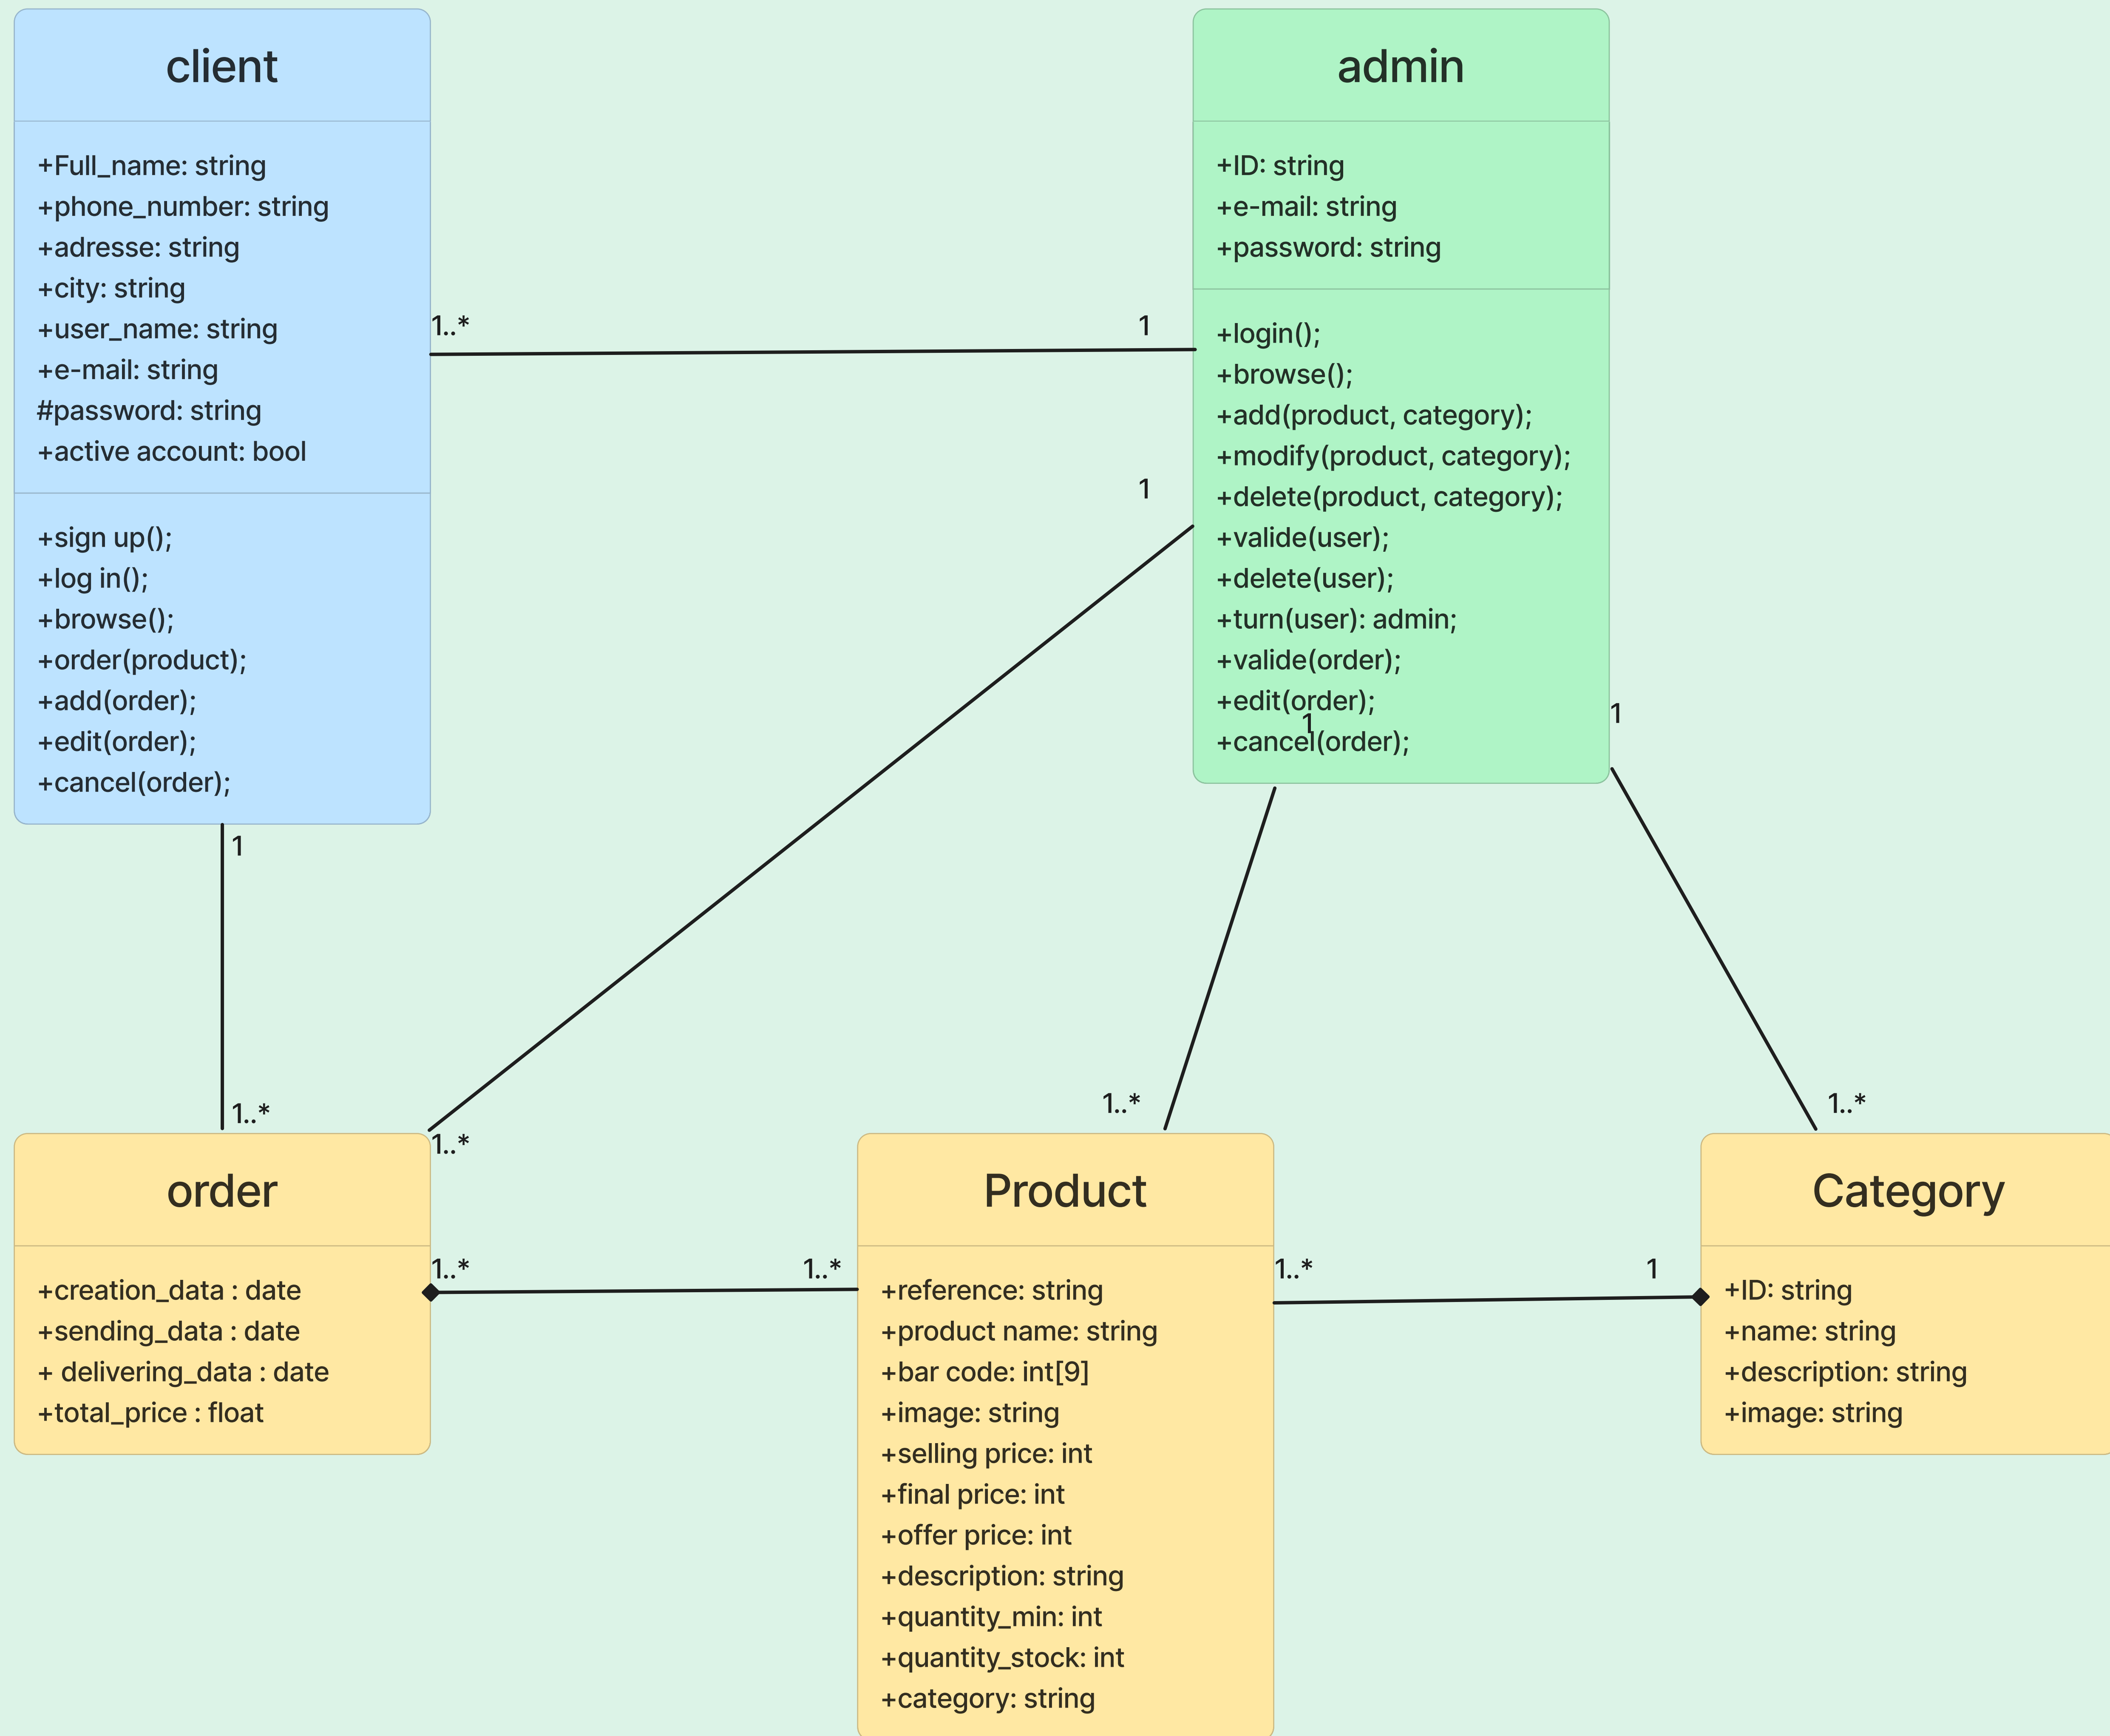 client
+Full_name: string
+phone_number: string
+adresse: string
+city: string
+user_name: string
+e-mail: string
#password: string
+active account: bool
+sign up();
+log in();
+browse();
+order(product);
+add(order);
+edit(order);
+cancel(order);
admin
+ID: string
+e-mail: string
+password: string
+login();
+browse();
+add(product, category);
+modify(product, category);
+delete(product, category);
+valide(user);
+delete(user);
+turn(user): admin;
+valide(order);
+edit(order);
+cancel(order);
1..*
1
1
1
1
1
1..*
1..*
1..*
1..*
order
+creation_data : date
+sending_data : date
+ delivering_data : date
+total_price : float
1..*
1..*
Product
+reference: string
+product name: string
+bar code: int[9]
+image: string
+selling price: int
+final price: int
+offer price: int
+description: string
+quantity_min: int
+quantity_stock: int
+category: string
1..*
1
Category
+ID: string
+name: string
+description: string
+image: string